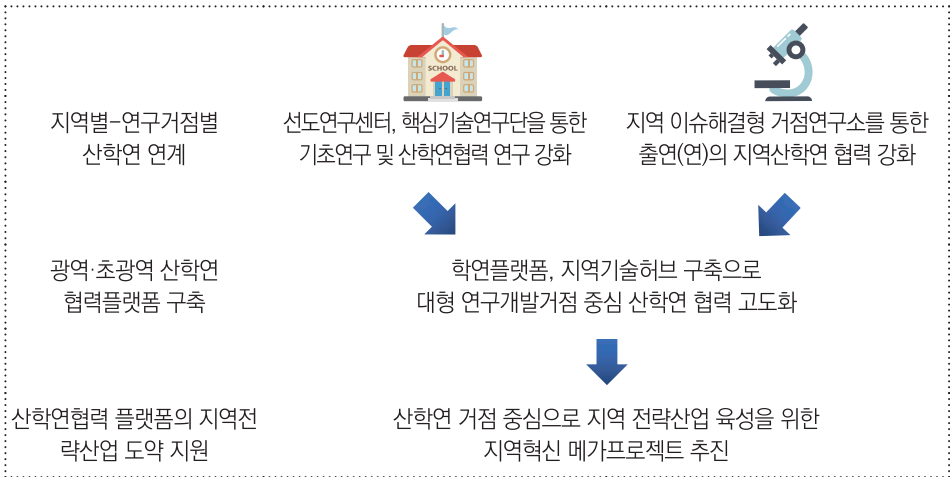 SCHOOL
지역별-연구거점별
산학연 연계
선도연구센터, 핵심기술연구단을 통한
기초연구 및 산학연협력 연구 강화
지역 이슈해결형 거점연구소를 통한
출연(연)의 지역산학연 협력 강화
광역·초광역 산학연
협력플랫폼 구축
학연플랫폼, 지역기술허브 구축으로
대형 연구개발거점 중심 산학연 협력 고도화
산학연협력 플랫폼의 지역전
략산업 도약 지원
산학연 거점 중심으로 지역 전략산업 육성을 위한
지역혁신 메가프로젝트 추진